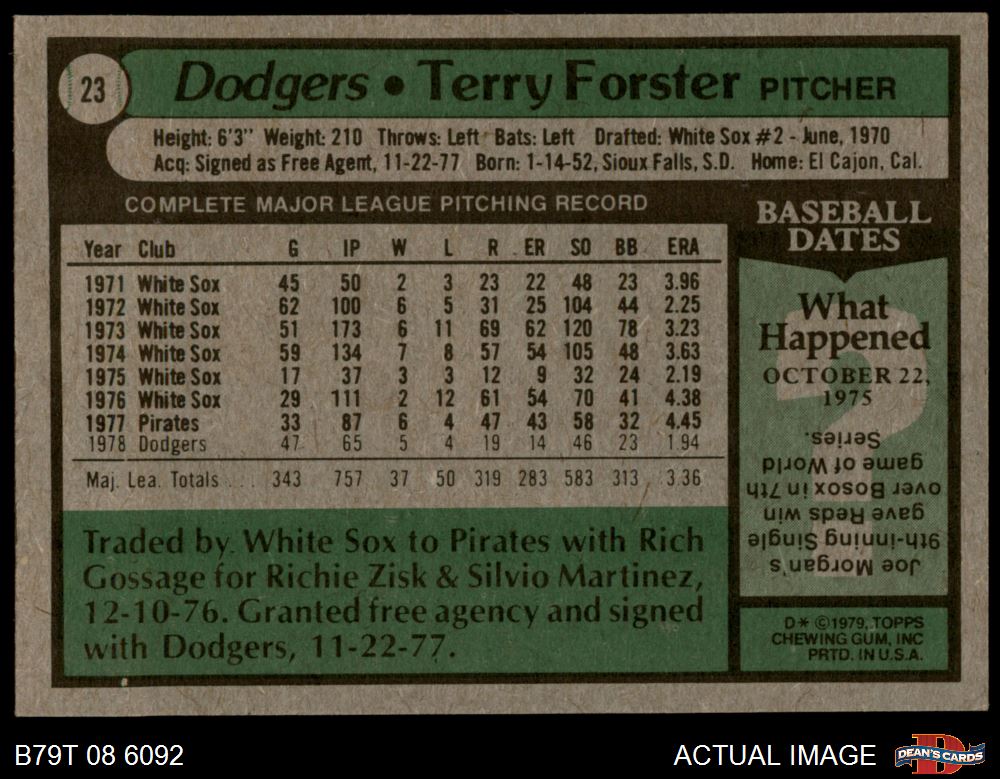 23
Dodgers • Terry Forster PITCHER
Height: 6'3" Weight: 210 Throws: Left Bats: Left Drafted: White Sox #2 - June, 1970
Acq: Signed as Free Agent, 11-22-77 Born: 1-14-52, Sioux Falls, S.D. Home: El Cajon, Cal.
COMPLETE MAJOR LEAGUE PITCHING RECORD
Year Club G IP W L R ER SO BB ERA
1971 White Sox 45 50 2 3 23 22 48 23 3.96
1972 White Sox 62 100 6 5 31 25 104 44 2.25
1973 White Sox 51 173 6 11 69 62 120 78 3.23
1974 White Sox 59 134 7 8 57 54 105 48 3.63
1975 White Sox 17 37 3 3 12 9 32 24 2.19
1976 White Sox 29 111 2 12 61 54 70 41 4.38
1977 Pirates 33 87 6 4 47 43 58 32 4.45
1978 Dodgers 47 65 5 4 19 14 46 23 1.94
Maj. Lea. Totals . . . 343 757 37 50 319 283 583 313 3.36
Traded by White Sox to Pirates with Rich
Gossage for Richie Zisk & Silvio Martinez,
12-10-76. Granted free agency and signed
with Dodgers, 11-22-77.
BASEBALL
DATES
What
Happened
OCTOBER 22,
1975
Joe Morgan's
9th-inning Single
gave Reds win
over Bosox in 7th
game of World
Series.
D* ©1979, TOPPS
CHEWING GUM, INC
PRTD. IN U.S.A.
B79T 08 6092
ACTUAL IMAGE
DEAN'S CARDS